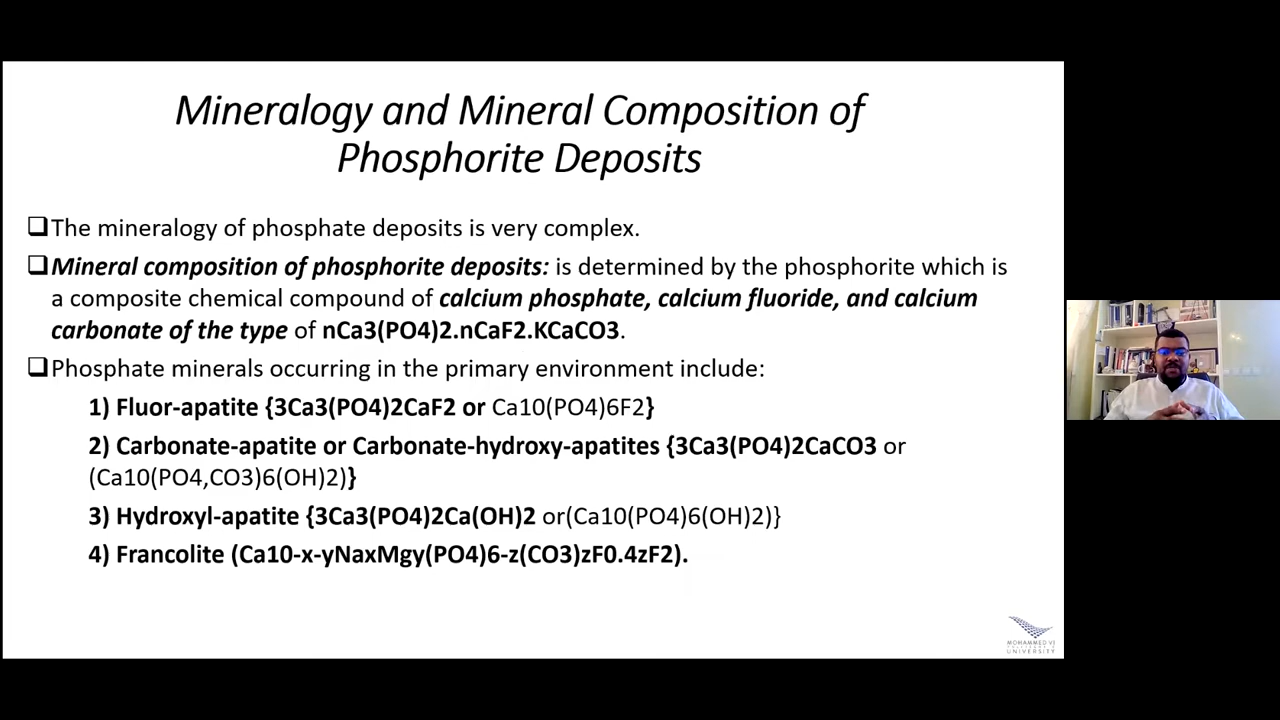 Mineralogy and Mineral Composition of
Phosphorite Deposits
❑The mineralogy of phosphate deposits is very complex.
❑Mineral composition of phosphorite deposits: is determined by the phosphorite which is
a composite chemical compound of calcium phosphate, calcium fluoride, and calcium
carbonate of the type of nCa3(PO4)2.nCaF2.KCaCO3.
❑Phosphate minerals occurring in the primary environment include:
1) Fluor-apatite {3Ca3(PO4)2CaF2 or Ca10(PO4)6F2}
2) Carbonate-apatite or Carbonate-hydroxy-apatites {3Ca3(PO4)2CaCO3 or
(Ca10(PO4,CO3)6(OH)2)}
3) Hydroxyl-apatite {3Ca3(PO4)2Ca(OH)2 or(Ca10(PO4)6(OH)2)}
4) Francolite (Ca10-x-yNaxMgy(PO4)6-z(CO3)zF0.4zF2).
MOHAMMED VI
UNIVERSITY